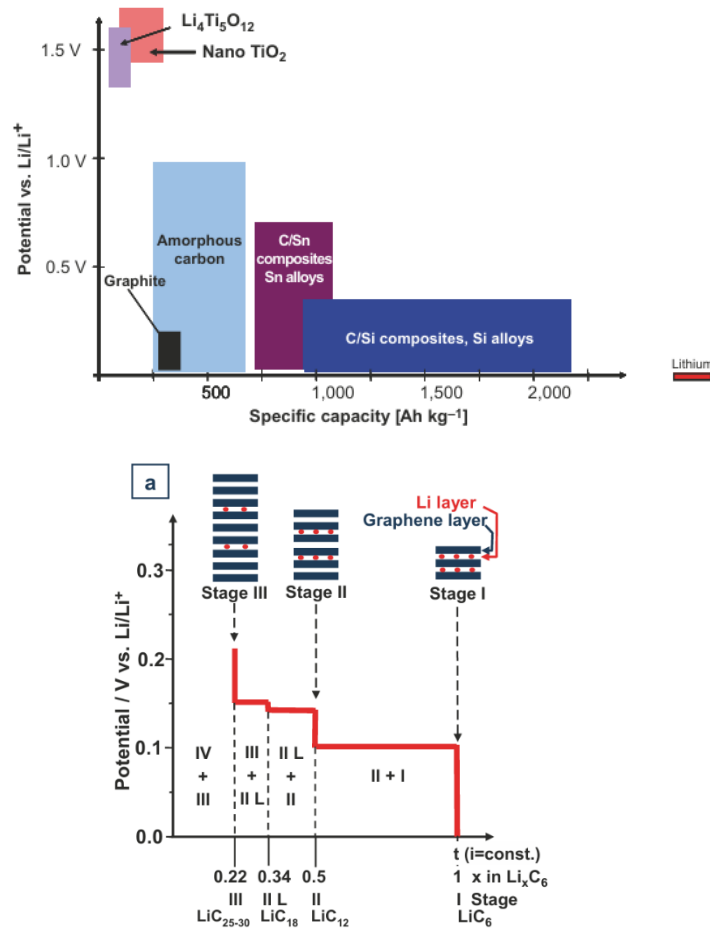 Li₄Ti₅O₁₂
1.5 V
Nano TiO₂
Potential vs. Li/Li⁺
1.0 V
Amorphous
carbon
C/Sn
composites
Sn alloys
0.5 V
Graphite
C/Si composites, Si alloys
Lithium
500 1,000 1,500 2,000
Specific capacity [Ah kg⁻¹]
a
Li layer
Graphene layer
Stage III Stage II Stage I
Potential / V vs. Li/Li⁺
0.3
0.2
0.1
0.0
IV
+
III
III
+
II L
II L
+
II
II + I
t (i=const.)
0.22 0.34 0.5 1 x in LiₓC₆
III II L II I Stage
LiC₂₅₋₃₀ LiC₁₈ LiC₁₂ LiC₆